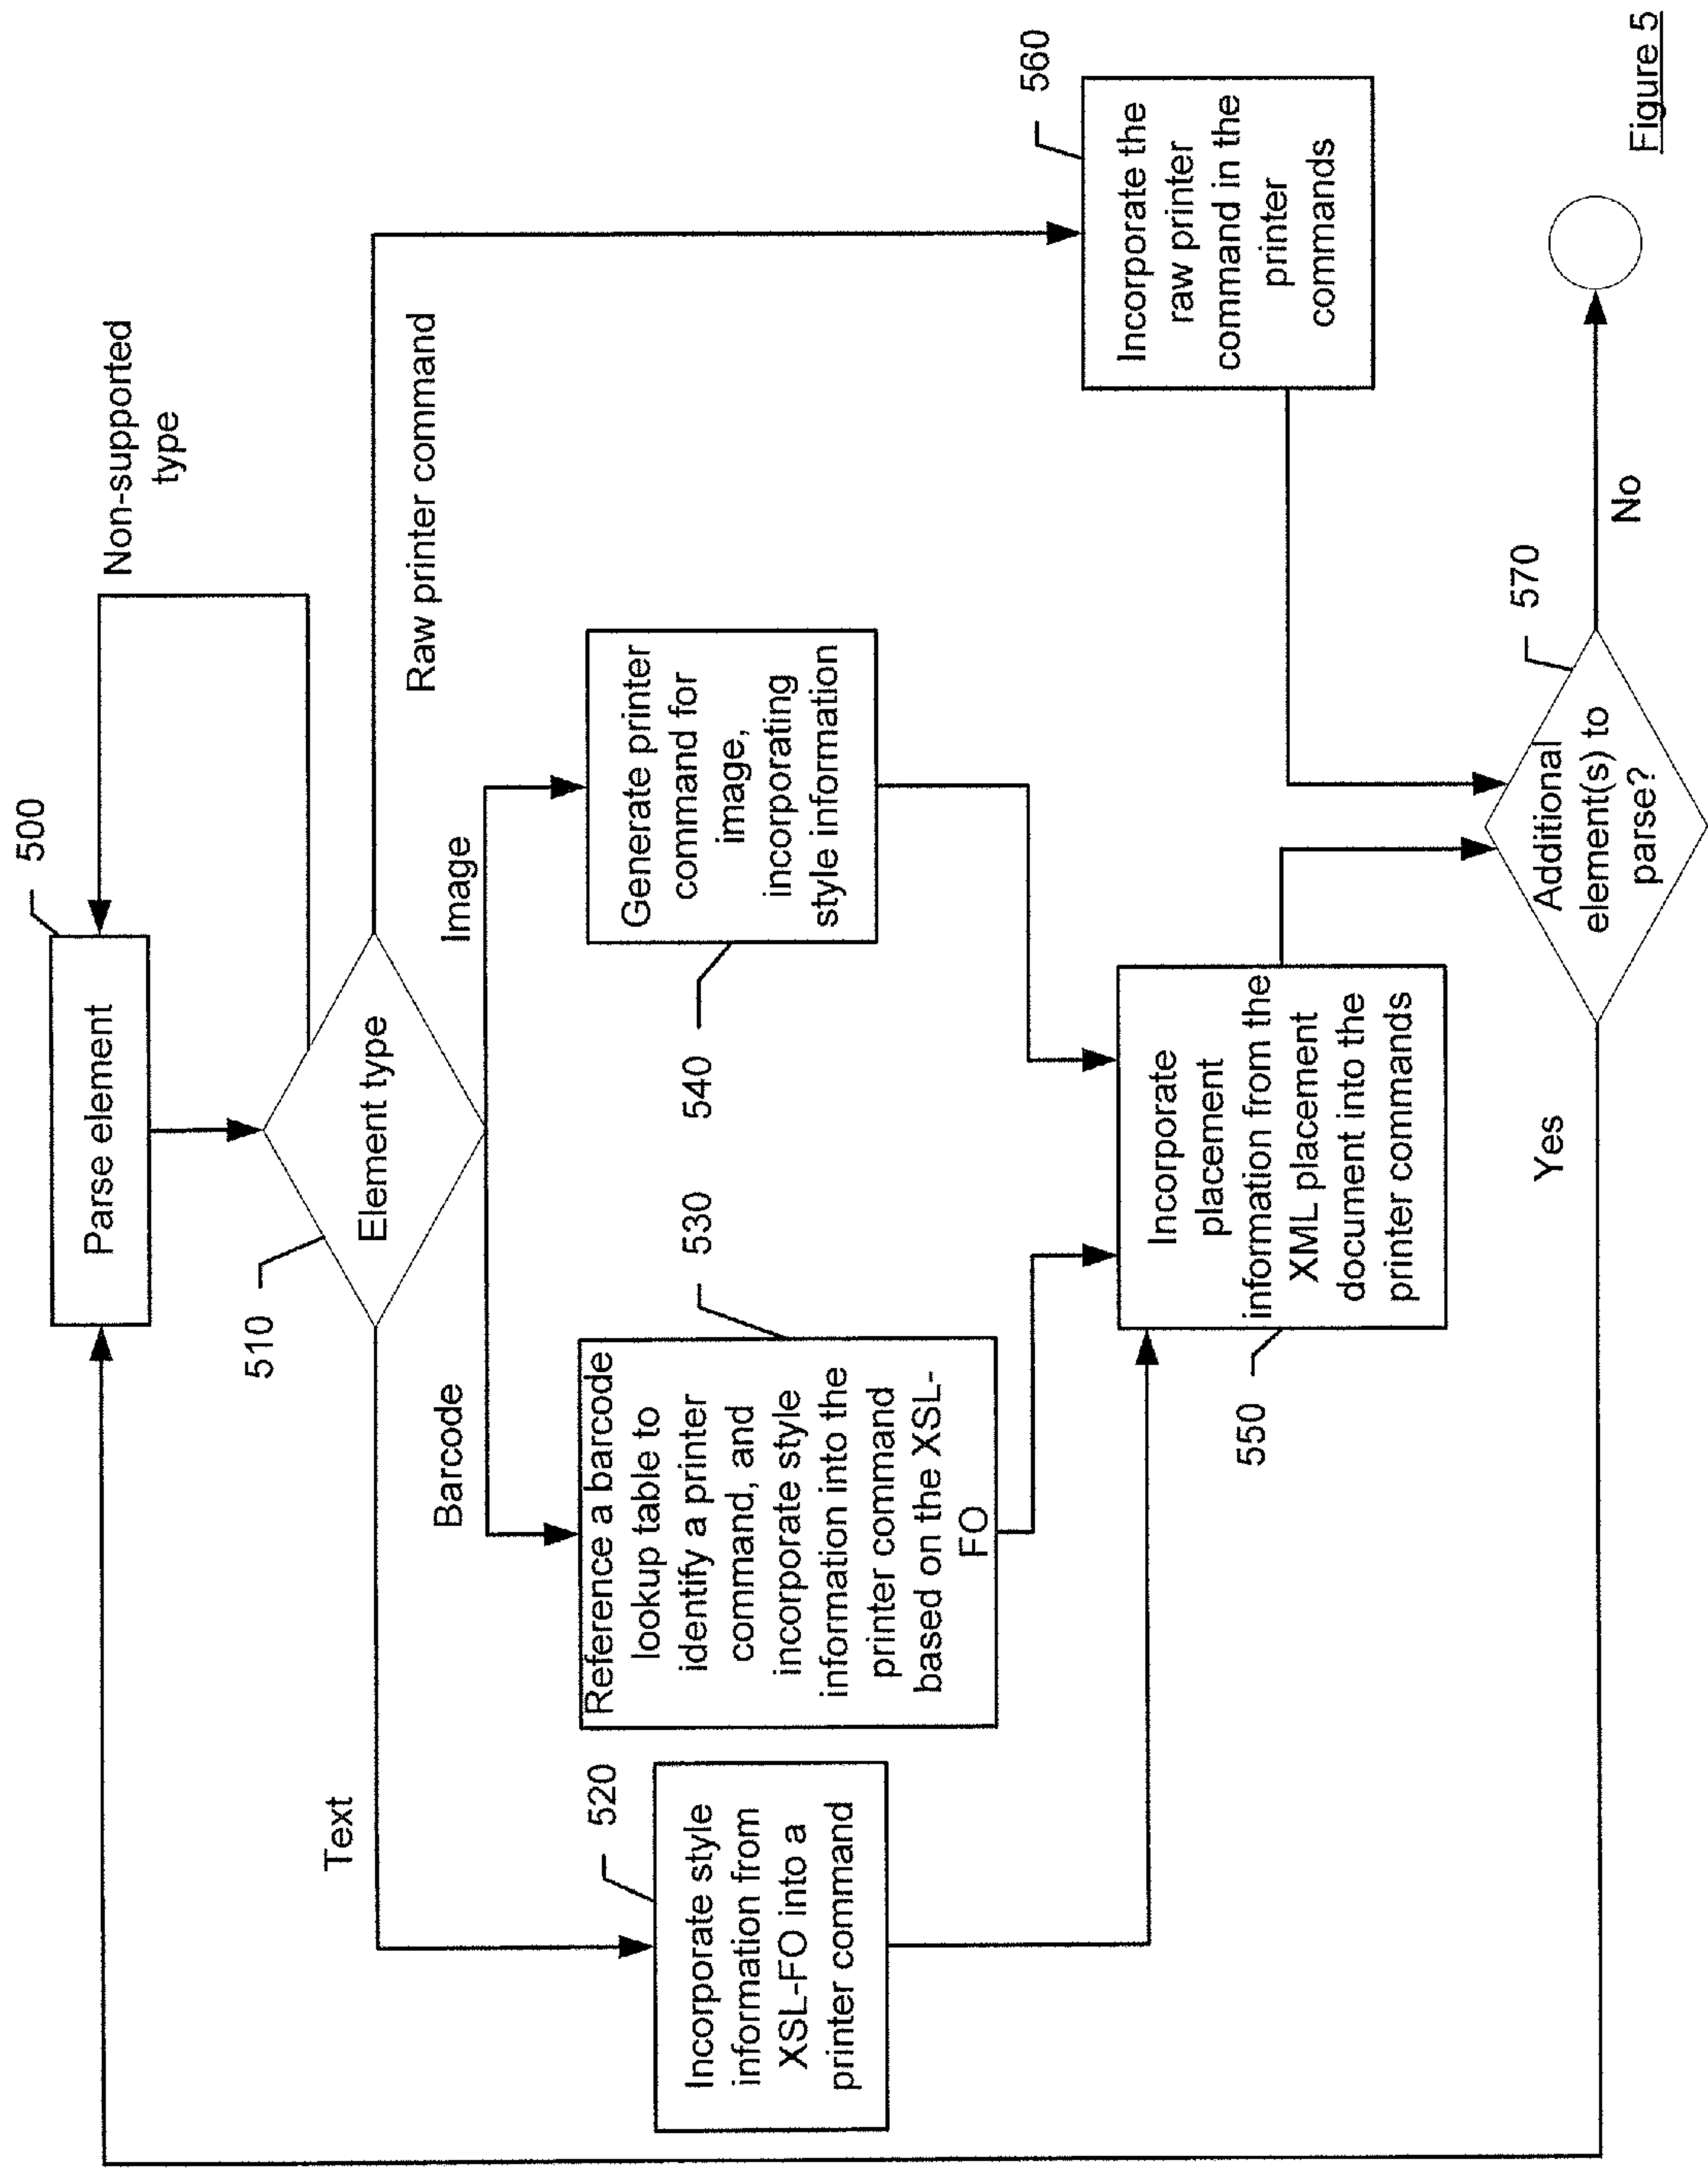 500
Parse element
Non-supported
type
510
Element type
Text
Barcode
Image
Raw printer command
520
Incorporate style
information from
XSL-FO into a
printer command
530
Reference a barcode
lookup table to
identify a printer
command, and
incorporate style
information into the
printer command
based on the XSL-
FO
540
Generate printer
command for
image,
incorporating
style information
560
Incorporate the
raw printer
command in the
printer
commands
550
Incorporate
placement
information from the
XML placement
document into the
printer commands
570
Additional
element(s) to
parse?
Yes
No
Figure 5